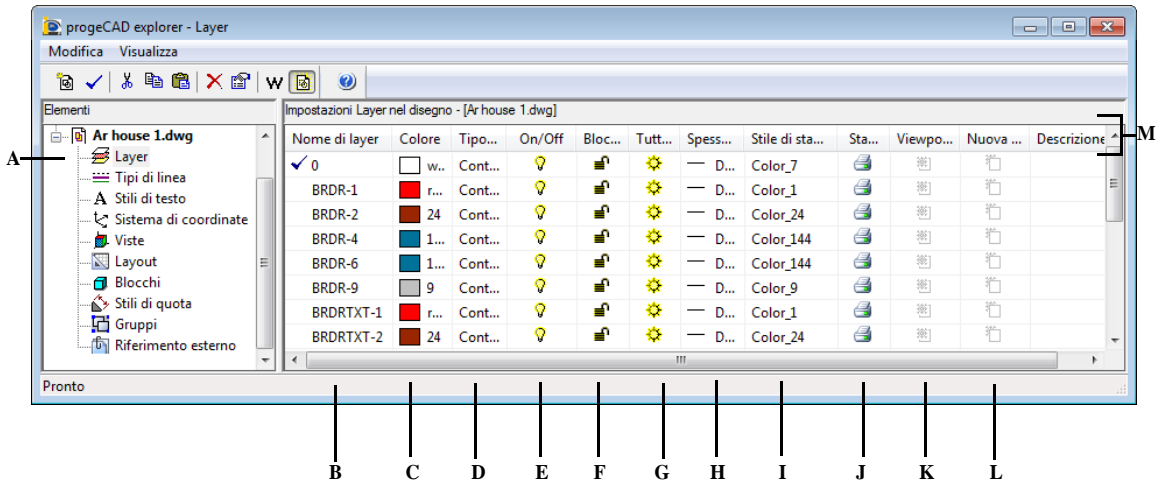 progeCAD explorer - Layer
Modifica Visualizza
W
Elementi
Impostazioni Layer nel disegno - [Ar house 1.dwg]
Ar house 1.dwg
Layer
Tipi di linea
A Stili di testo
Sistema di coordinate
Viste
Layout
Blocchi
Stili di quota
Gruppi
Riferimento esterno
Nome di layer Colore Tipo... On/Off Bloc... Tutt... Spess... Stile di sta... Sta... Viewpo... Nuova ... Descrizione
0 w.. Cont... D... Color_7
BRDR-1 r... Cont... D... Color_1
BRDR-2 24 Cont... D... Color_24
BRDR-4 1... Cont... D... Color_144
BRDR-6 1... Cont... D... Color_144
BRDR-9 9 Cont... D... Color_9
BRDRTXT-1 r... Cont... D... Color_1
BRDRTXT-2 24 Cont... D... Color_24
Pronto
A
M
B C D E F G H I J K L